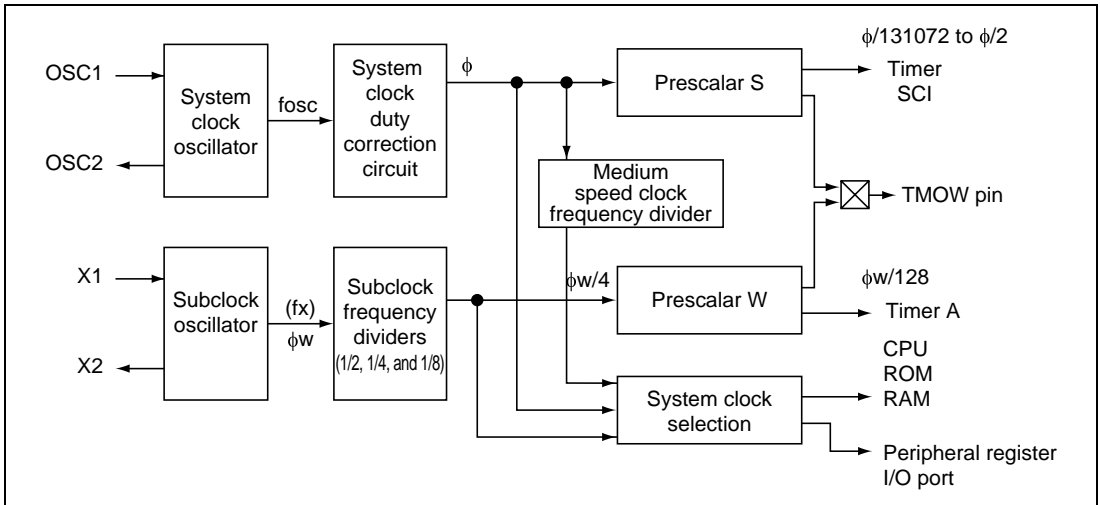 OSC1
OSC2
System
clock
oscillator
fosc
System
clock
duty
correction
circuit
ϕ
Prescalar S
ϕ/131072 to ϕ/2
Timer
SCI
Medium
speed clock
frequency divider
TMOW pin
X1
X2
Subclock
oscillator
(fx)
ϕw
Subclock
frequency
dividers
(1/2, 1/4, and 1/8)
ϕw/4
Prescalar W
ϕw/128
Timer A
System clock
selection
CPU
ROM
RAM
Peripheral register
I/O port